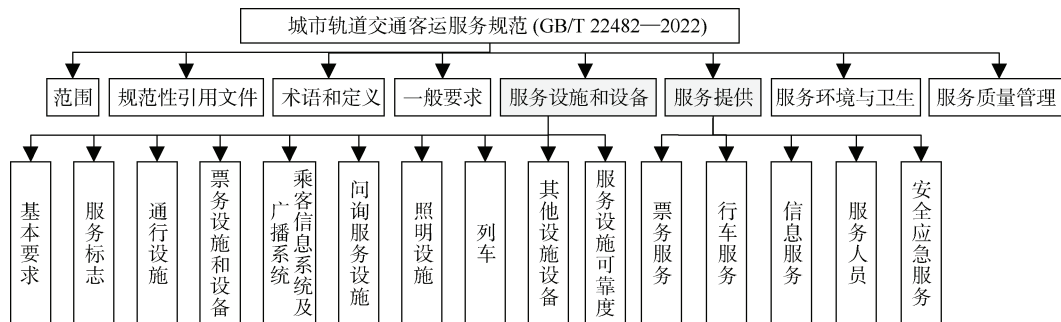 城市轨道交通客运服务规范 (GB/T 22482—2022)
范围
规范性引用文件
术语和定义
一般要求
服务设施和设备
服务提供
服务环境与卫生
服务质量管理
基本要求
服务标志
通行设施
票务设施和设备
乘客信息系统及
广播系统
问询服务设施
照明设施
列车
其他设施设备
服务设施可靠度
票务服务
行车服务
信息服务
服务人员
安全应急服务